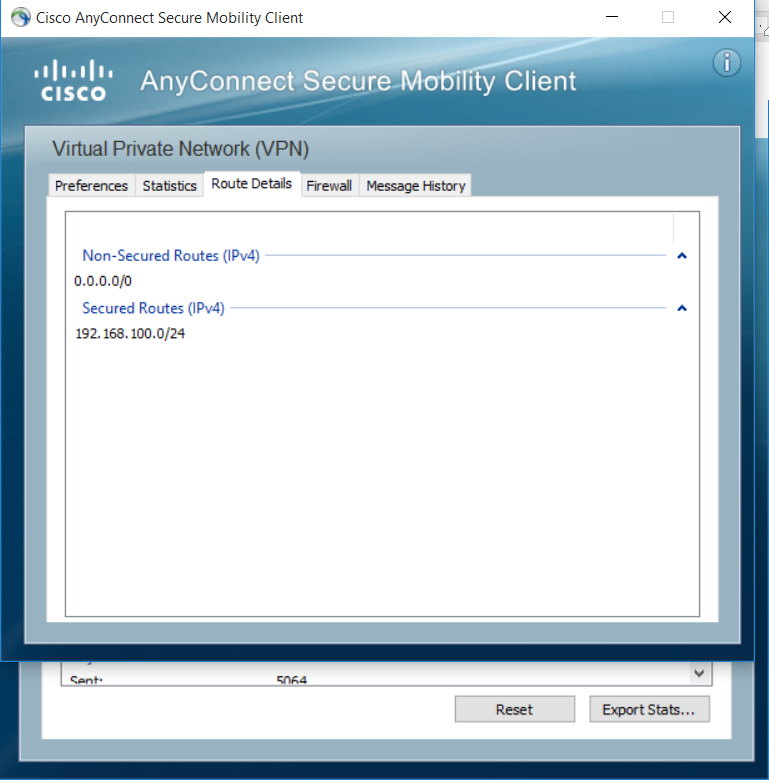 Cisco AnyConnect Secure Mobility Client
CISCO
AnyConnect Secure Mobility Client
Virtual Private Network (VPN)
Preferences Statistics Route Details Firewall Message History
Non-Secured Routes (IPv4)
0.0.0.0/0
Secured Routes (IPv4)
192.168.100.0/24
Sent: 5064
Reset Export Stats...